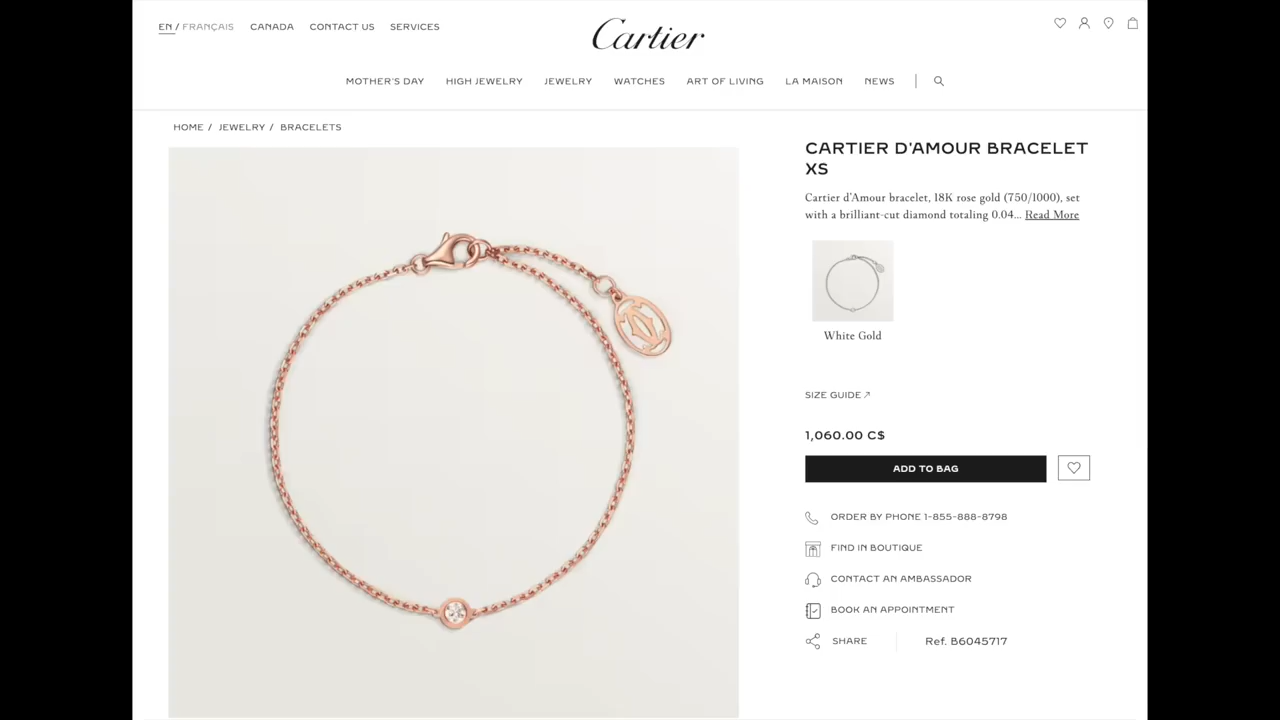 EN / FRANÇAIS CANADA CONTACT US SERVICES
Cartier
MOTHER'S DAY HIGH JEWELRY JEWELRY WATCHES ART OF LIVING LA MAISON NEWS
HOME / JEWELRY / BRACELETS
CARTIER D'AMOUR BRACELET
XS
Cartier d'Amour bracelet, 18K rose gold (750/1000), set
with a brilliant-cut diamond totaling 0.04... Read More
White Gold
SIZE GUIDE
1,060.00 C$
ADD TO BAG
ORDER BY PHONE 1-855-888-8798
FIND IN BOUTIQUE
CONTACT AN AMBASSADOR
BOOK AN APPOINTMENT
SHARE Ref. B6045717